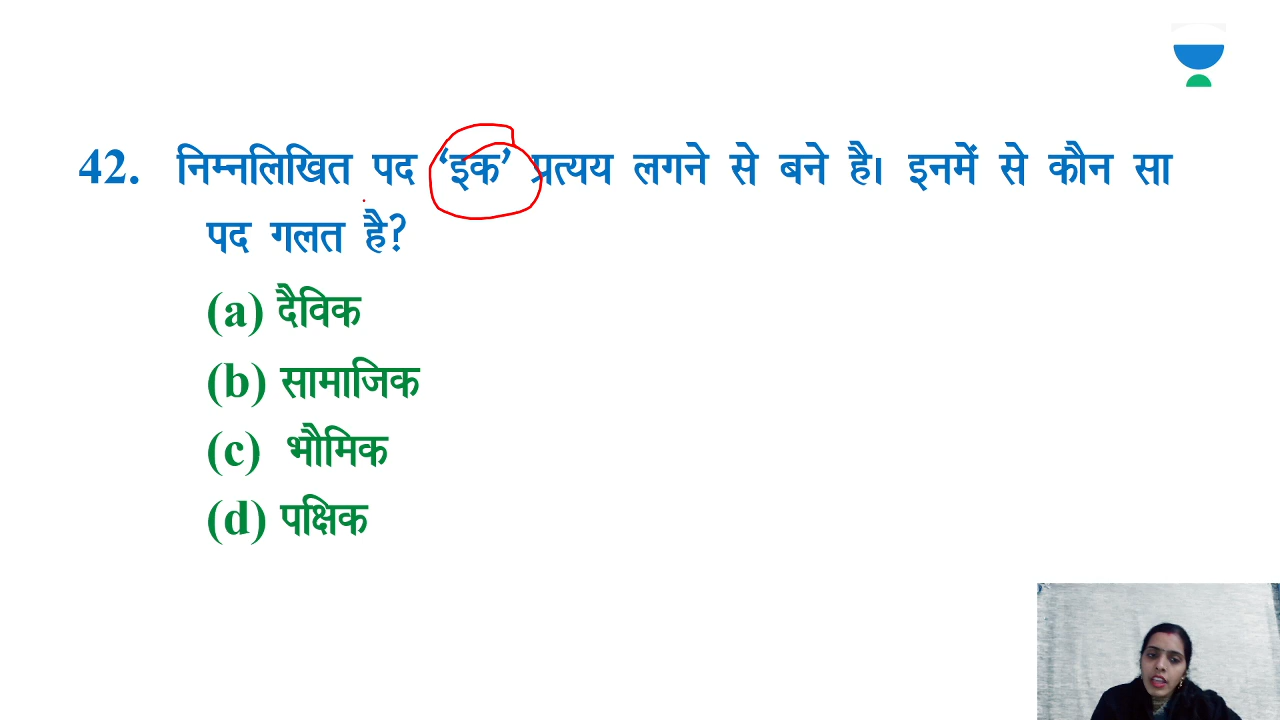 42. निम्नलिखित पद ‘इक’ प्रत्यय लगने से बने है। इनमें से कौन सा
पद गलत है?
(a) दैविक
(b) सामाजिक
(c) भौमिक
(d) पक्षिक